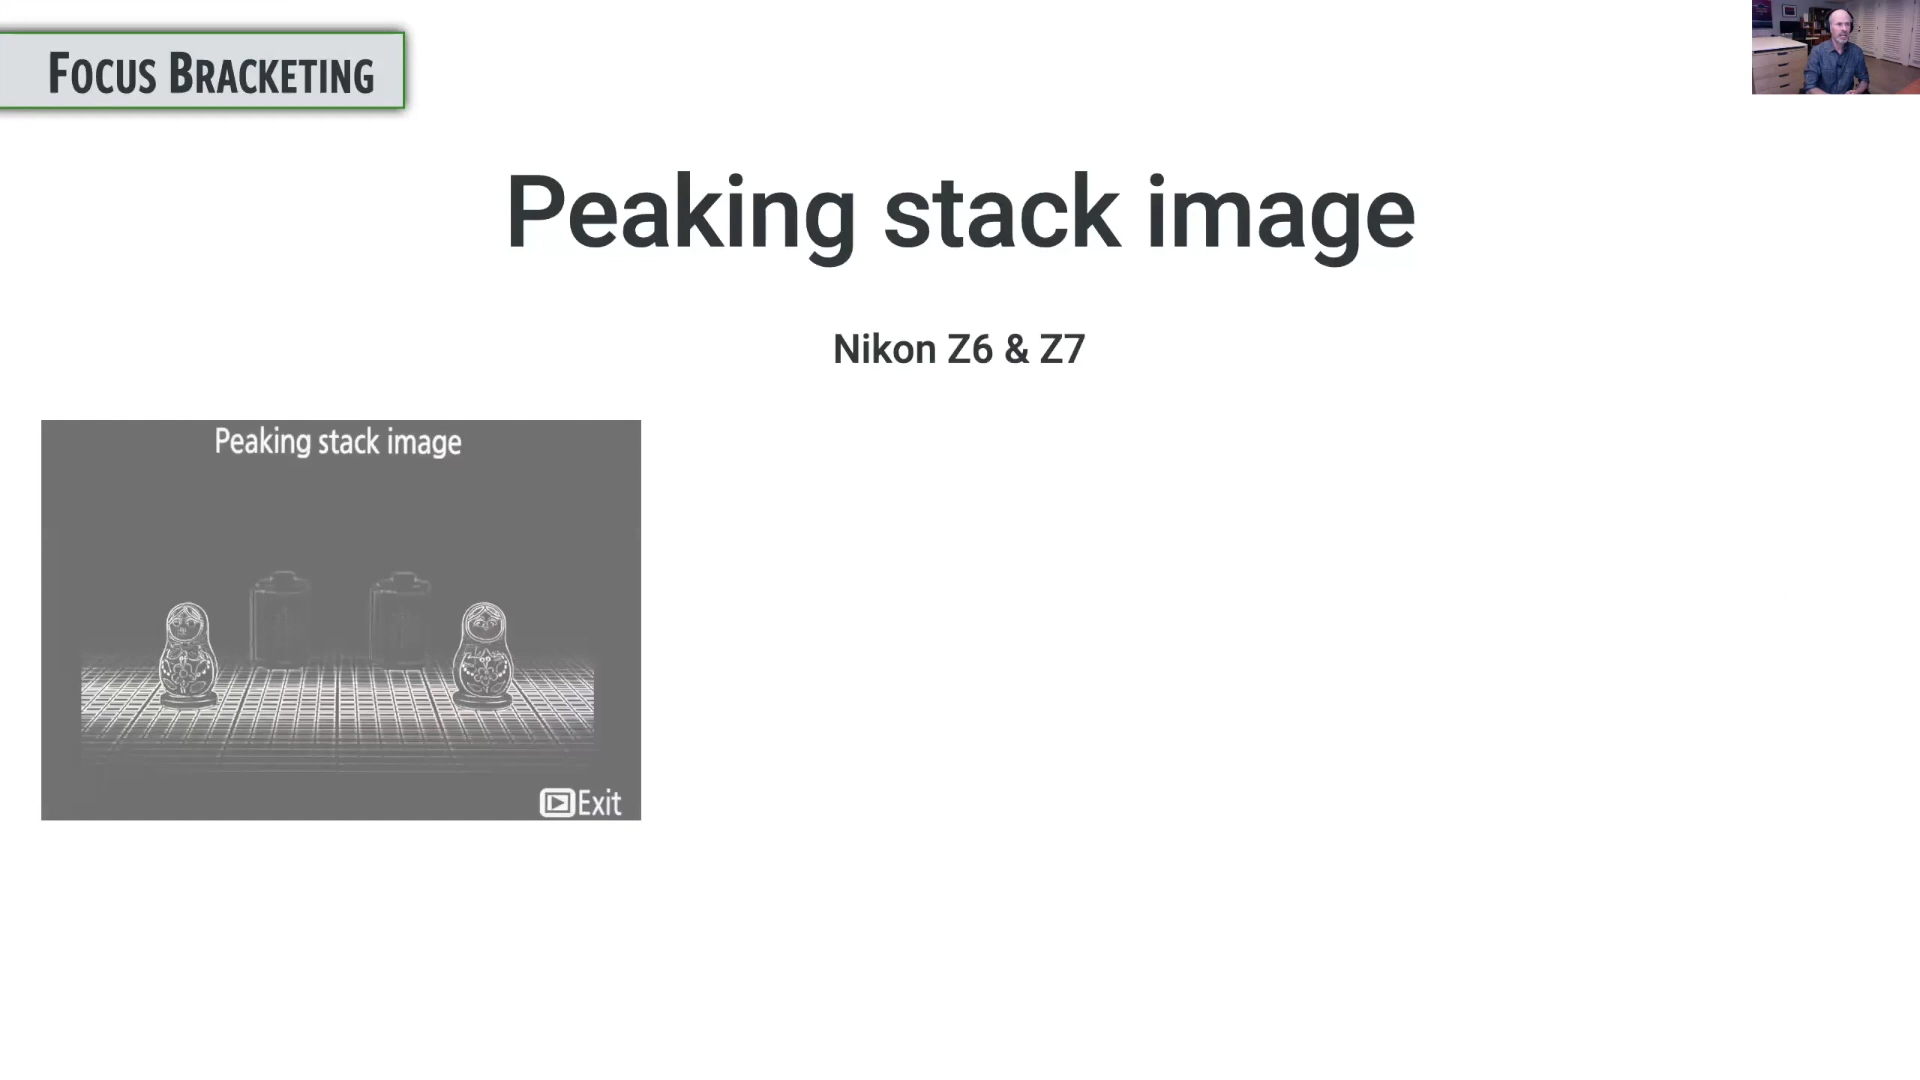 FOCUS BRACKETING
Peaking stack image
Nikon Z6 & Z7
Peaking stack image
Exit